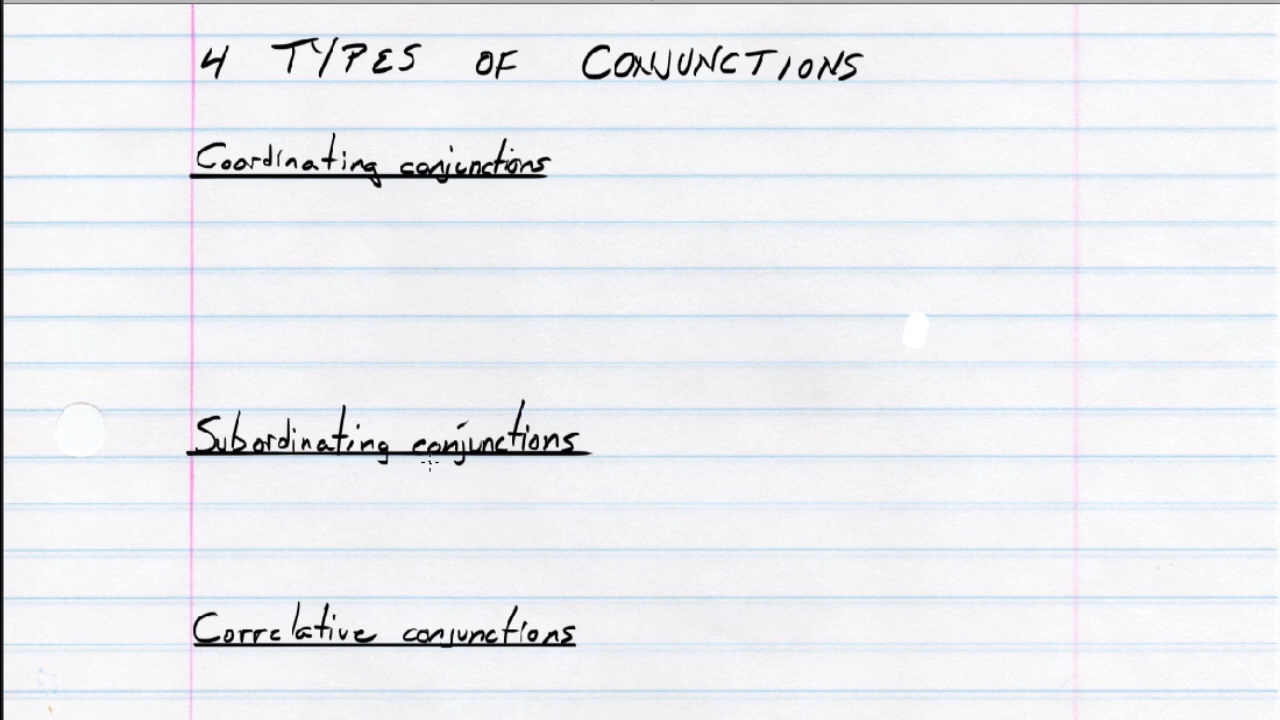 4 TYPES OF CONJUNCTIONS
Coordinating conjunctions
Subordinating conjunctions
Correlative conjunctions